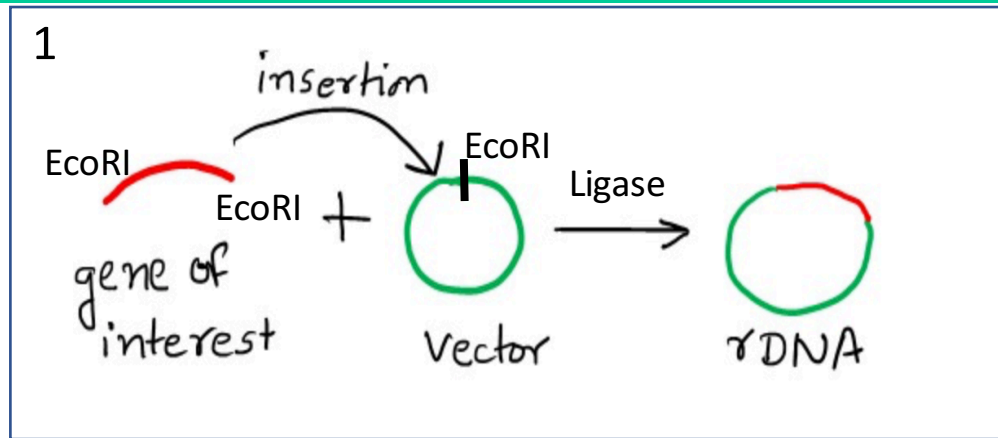 1
insertion
EcoRI
EcoRI
EcoRI
+
Ligase
gene of
interest
Vector
rDNA